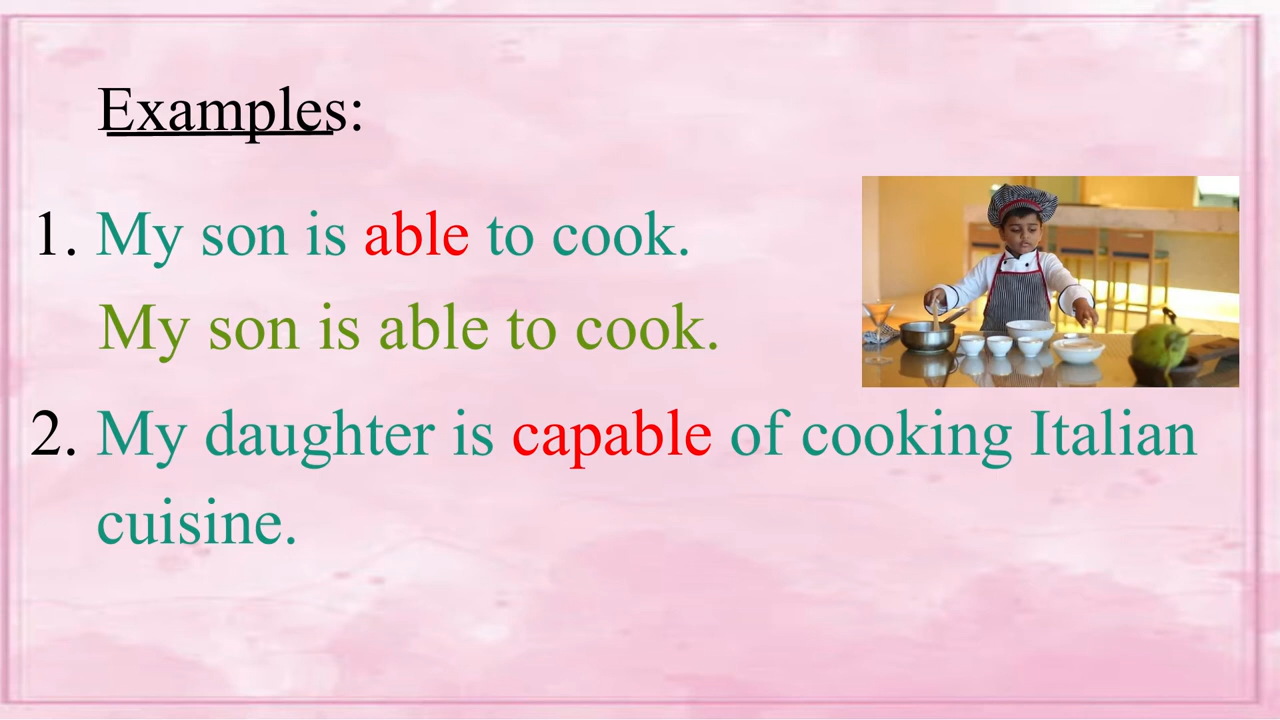 Examples:
1. My son is able to cook.
My son is able to cook.
2. My daughter is capable of cooking Italian
cuisine.